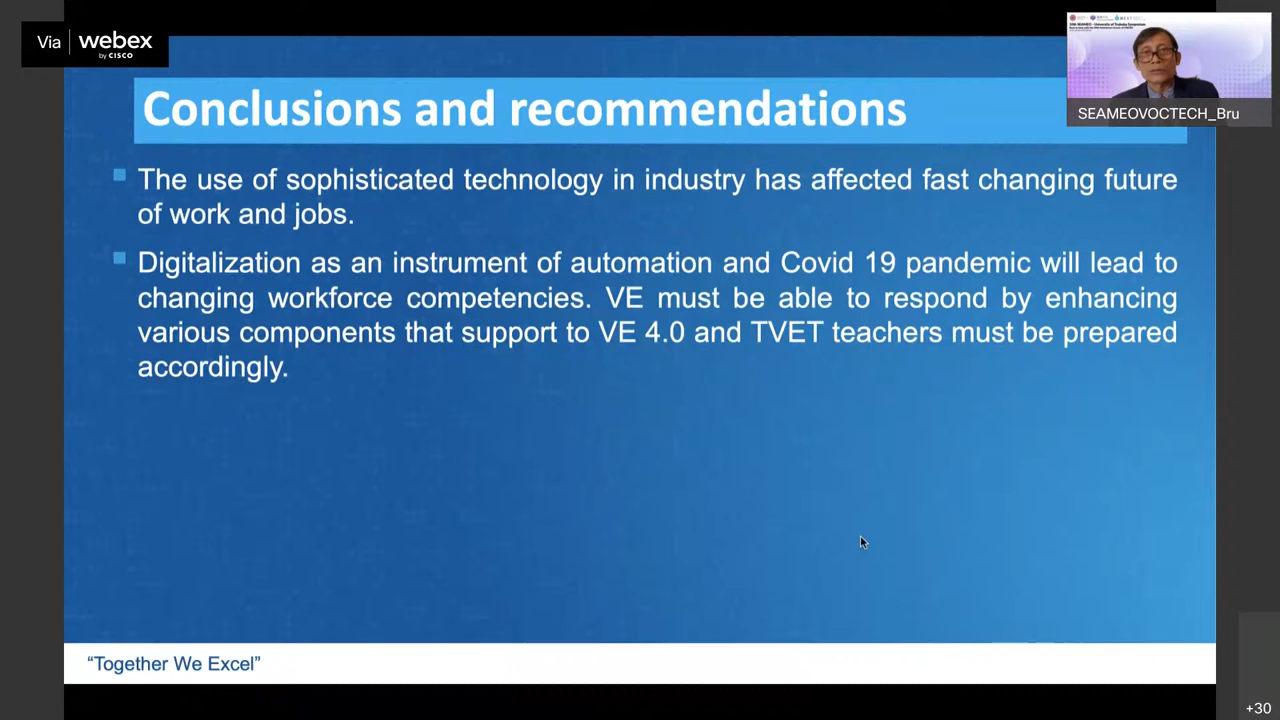 Via webex
by CISCO
SEAMEOVOCTECH_Bru
Conclusions and recommendations
The use of sophisticated technology in industry has affected fast changing future
of work and jobs.
Digitalization as an instrument of automation and Covid 19 pandemic will lead to
changing workforce competencies. VE must be able to respond by enhancing
various components that support to VE 4.0 and TVET teachers must be prepared
accordingly.
“Together We Excel”
+30